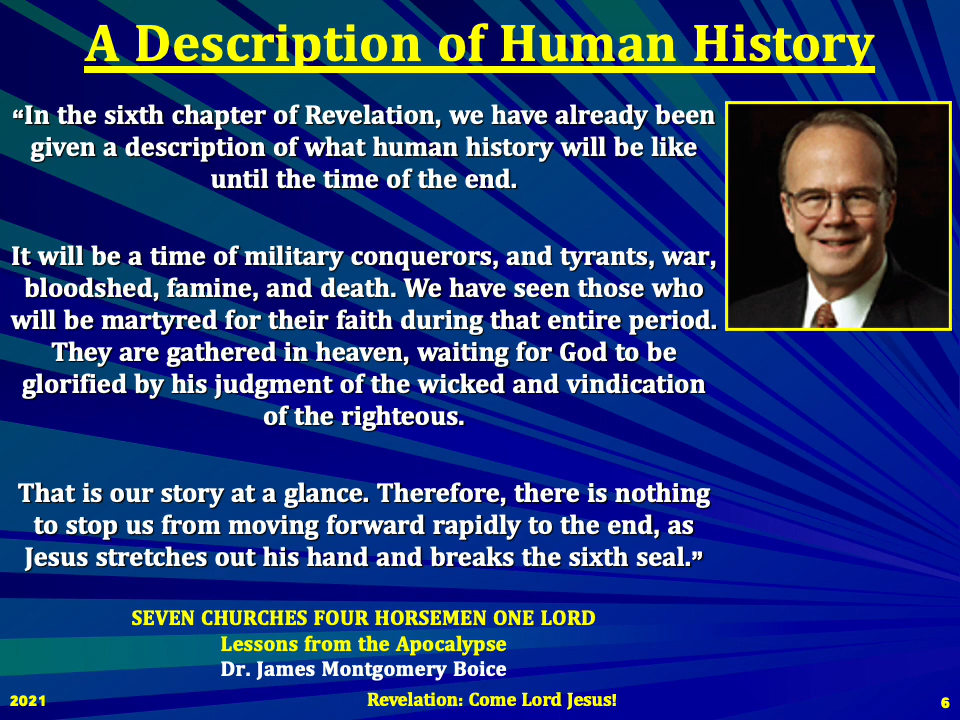 A Description of Human History
“In the sixth chapter of Revelation, we have already been
given a description of what human history will be like
until the time of the end.
It will be a time of military conquerors, and tyrants, war,
bloodshed, famine, and death. We have seen those who
will be martyred for their faith during that entire period.
They are gathered in heaven, waiting for God to be
glorified by his judgment of the wicked and vindication
of the righteous.
That is our story at a glance. Therefore, there is nothing
to stop us from moving forward rapidly to the end, as
Jesus stretches out his hand and breaks the sixth seal.”
SEVEN CHURCHES FOUR HORSEMEN ONE LORD
Lessons from the Apocalypse
Dr. James Montgomery Boice
2021
Revelation: Come Lord Jesus!
6